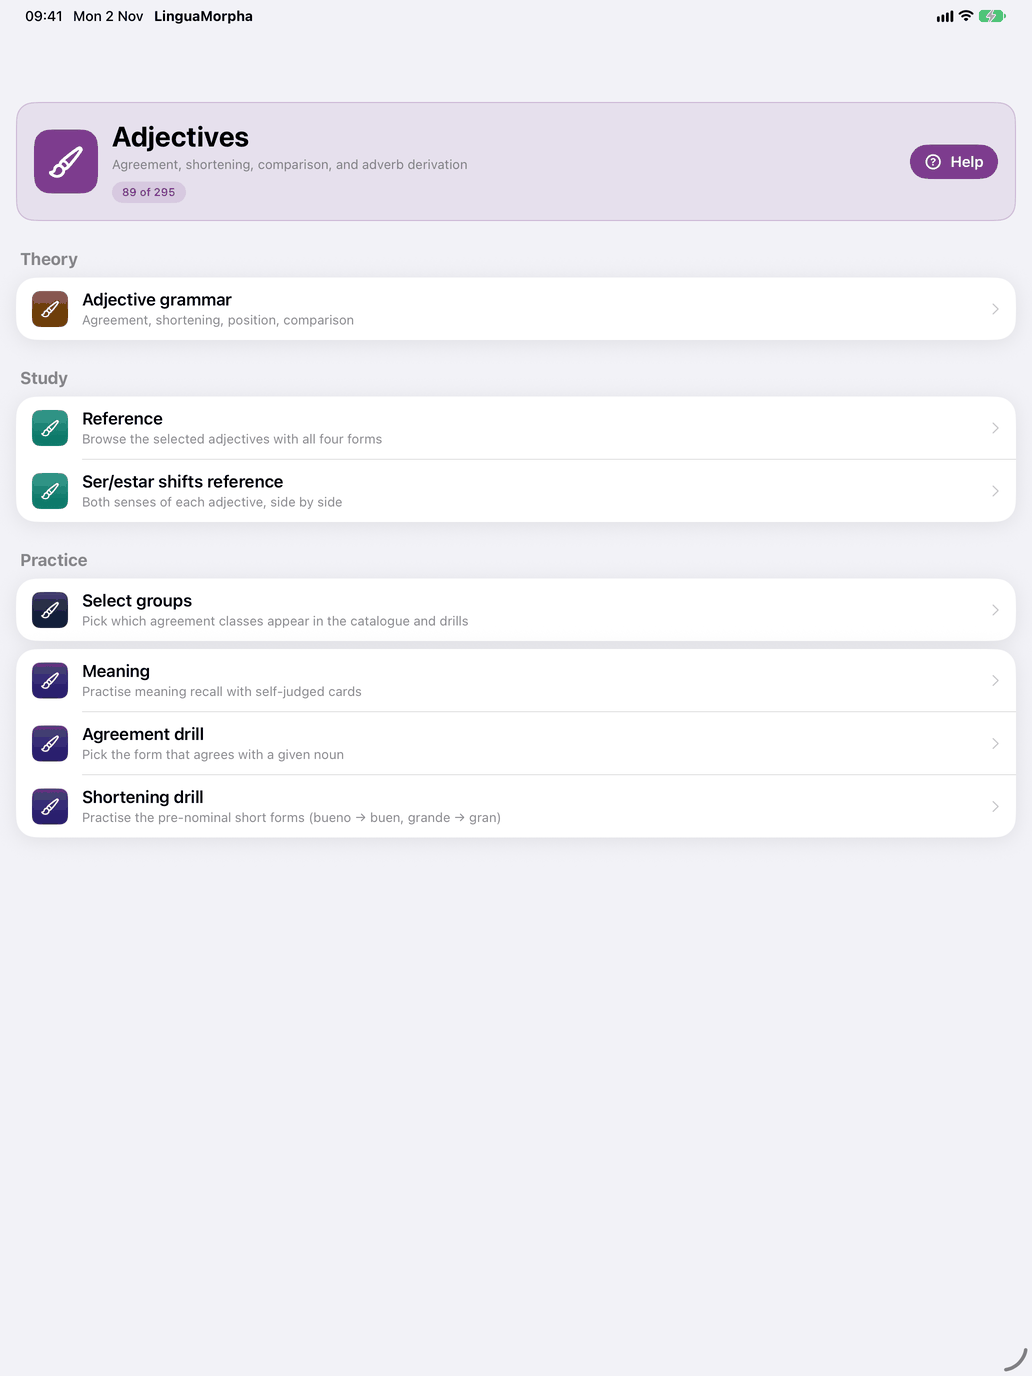 09:41 Mon 2 Nov LinguaMorpha
Adjectives
Agreement, shortening, comparison, and adverb derivation
89 of 295
Help
Theory
Adjective grammar
Agreement, shortening, position, comparison
Study
Reference
Browse the selected adjectives with all four forms
Ser/estar shifts reference
Both senses of each adjective, side by side
Practice
Select groups
Pick which agreement classes appear in the catalogue and drills
Meaning
Practise meaning recall with self-judged cards
Agreement drill
Pick the form that agrees with a given noun
Shortening drill
Practise the pre-nominal short forms (bueno → buen, grande → gran)